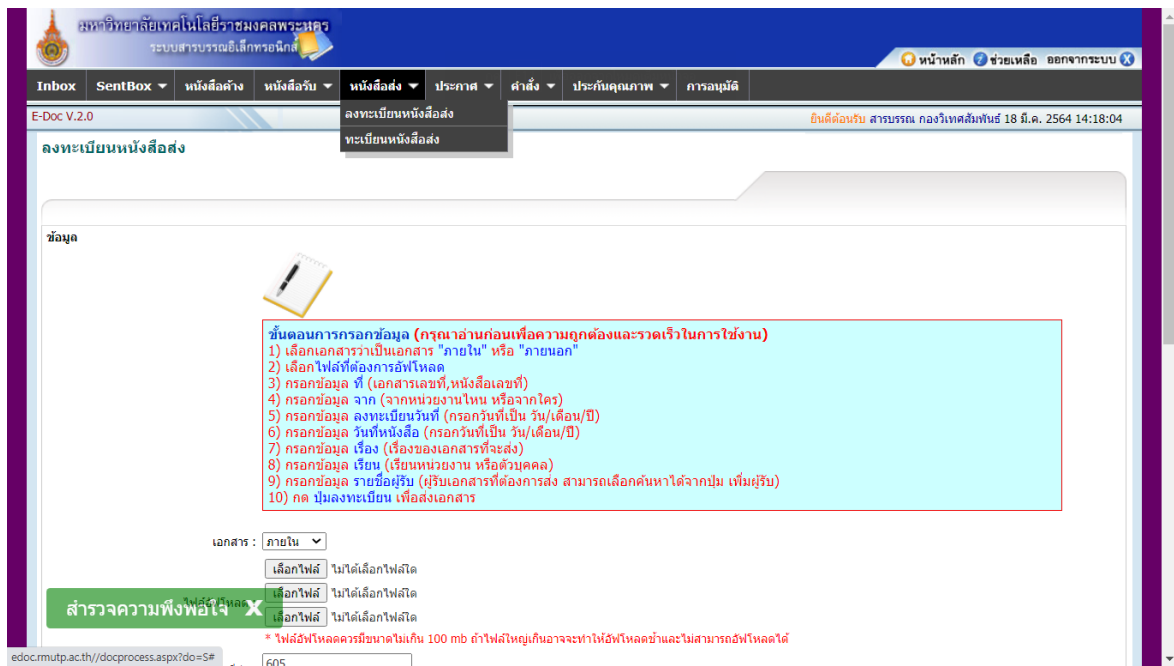 มหาวิทยาลัยเทคโนโลยีราชมงคลพระนคร
ระบบสารบรรณอิเล็กทรอนิกส์
หน้าหลัก ช่วยเหลือ ออกจากระบบ
Inbox SentBox หนังสือค้าง หนังสือรับ หนังสือส่ง ประกาศ คำสั่ง ประกันคุณภาพ การอนุมัติ
ลงทะเบียนหนังสือส่ง
ทะเบียนหนังสือส่ง
E-Doc V.2.0
ยินดีต้อนรับ สารบรรณ กองวิเทศสัมพันธ์ 18 มี.ค. 2564 14:18:04
ลงทะเบียนหนังสือส่ง
ข้อมูล
ขั้นตอนการกรอกข้อมูล (กรุณาอ่านก่อนเพื่อความถูกต้องและรวดเร็วในการใช้งาน)
1) เลือกเอกสารว่าเป็นเอกสาร "ภายใน" หรือ "ภายนอก"
2) เลือกไฟล์ที่ต้องการอัฟโหลด
3) กรอกข้อมูล ที่ (เอกสารเลขที่,หนังสือเลขที่)
4) กรอกข้อมูล จาก (จากหน่วยงานไหน หรือจากใคร)
5) กรอกข้อมูล ลงทะเบียนวันที่ (กรอกวันที่เป็น วัน/เดือน/ปี)
6) กรอกข้อมูล วันที่หนังสือ (กรอกวันที่เป็น วัน/เดือน/ปี)
7) กรอกข้อมูล เรื่อง (เรื่องของเอกสารที่จะส่ง)
8) กรอกข้อมูล เรียน (เรียนหน่วยงาน หรือตัวบุคคล)
9) กรอกข้อมูล รายชื่อผู้รับ (ผู้รับเอกสารที่ต้องการส่ง สามารถเลือกค้นหาได้จากปุ่ม เพิ่มผู้รับ)
10) กด ปุ่มลงทะเบียน เพื่อส่งเอกสาร
เอกสาร : ภายใน
เลือกไฟล์ ไม่ได้เลือกไฟล์ใด
เลือกไฟล์ ไม่ได้เลือกไฟล์ใด
เลือกไฟล์ ไม่ได้เลือกไฟล์ใด
สำรวจความพึงพอใจ X
* ไฟล์อัฟโหลดควรมีขนาดไม่เกิน 100 mb ถ้าไฟล์ใหญ่เกินอาจจะทำให้อัฟโหลดช้าและไม่สามารถอัฟโหลดได้
605
edoc.rmutp.ac.th//docprocess.aspx?do=S#